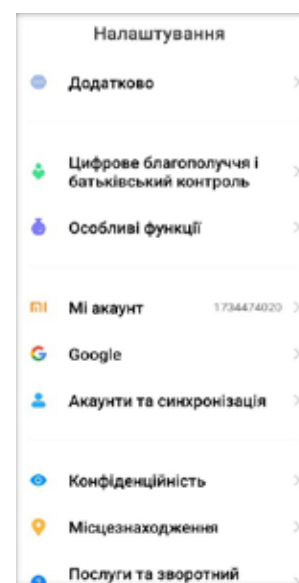 Налаштування
Додатково
Цифрове благополуччя і
батьківський контроль
Особливі функції
Мі акаунт 1734474020
Google
Акаунти та синхронізація
Конфіденційність
Місцезнаходження
Послуги та зворотний